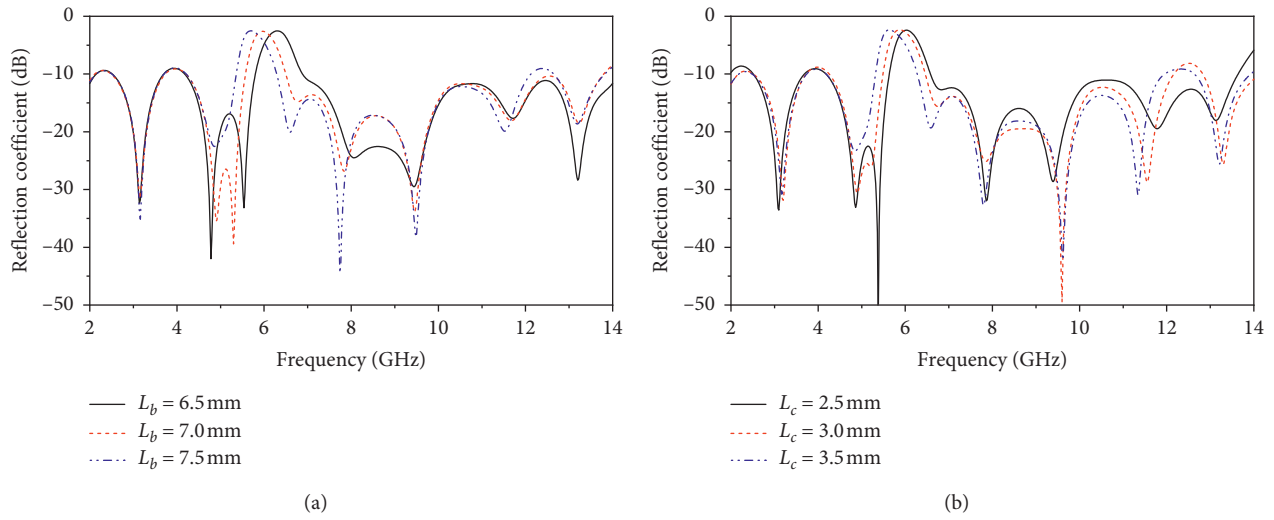 0
−10
−20
−30
−40
−50
Reflection coefficient (dB)
2 4 6 8 10 12 14
Frequency (GHz)
L_b = 6.5 mm
L_b = 7.0 mm
L_b = 7.5 mm
(a)
0
−10
−20
−30
−40
−50
Reflection coefficient (dB)
2 4 6 8 10 12 14
Frequency (GHz)
L_c = 2.5 mm
L_c = 3.0 mm
L_c = 3.5 mm
(b)